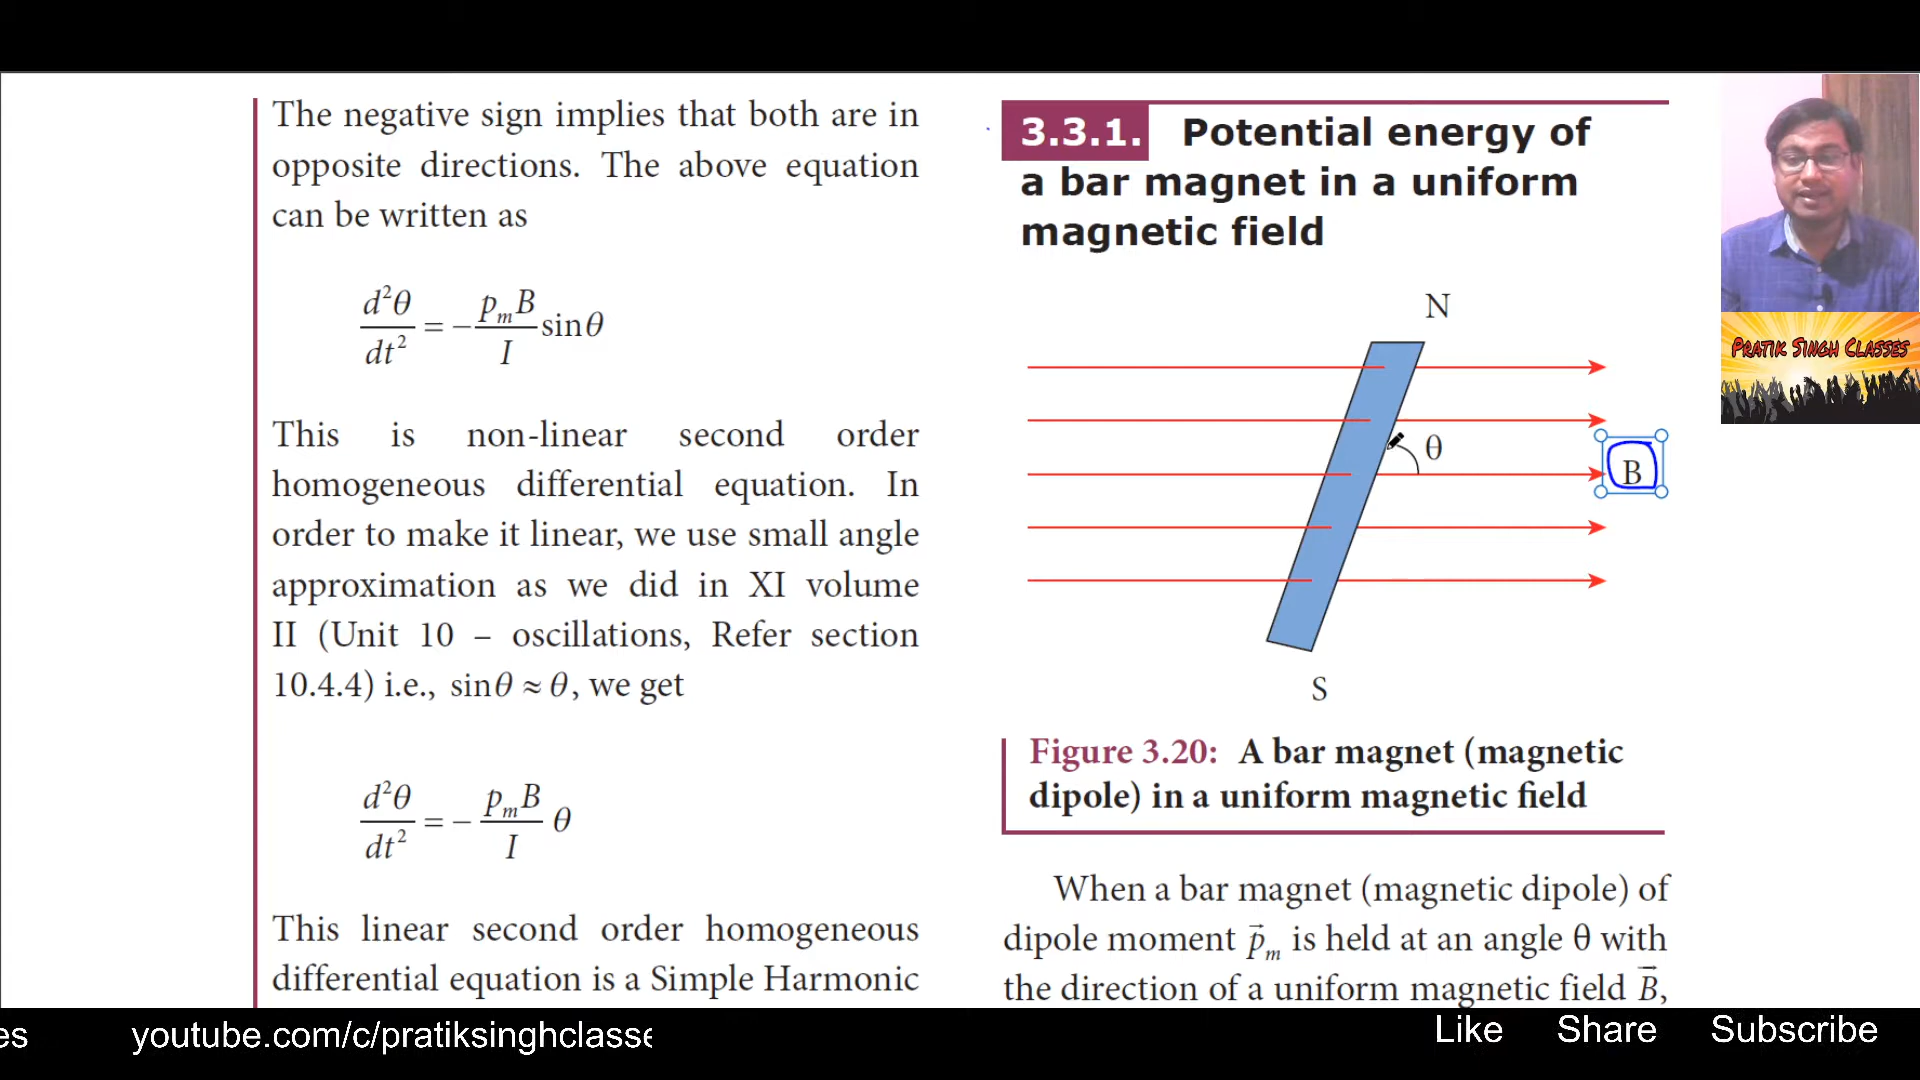 The negative sign implies that both are in
opposite directions. The above equation
can be written as
d²θ/dt² = −(pₘB/I) sinθ
This is non-linear second order
homogeneous differential equation. In
order to make it linear, we use small angle
approximation as we did in XI volume
II (Unit 10 – oscillations, Refer section
10.4.4) i.e., sinθ ≈ θ, we get
d²θ/dt² = −(pₘB/I) θ
This linear second order homogeneous
differential equation is a Simple Harmonic
3.3.1. Potential energy of
a bar magnet in a uniform
magnetic field
N
θ
B
S
Figure 3.20: A bar magnet (magnetic
dipole) in a uniform magnetic field
When a bar magnet (magnetic dipole) of
dipole moment p⃗ₘ is held at an angle θ with
the direction of a uniform magnetic field B⃗,
PRATIK SINGH CLASSES
es youtube.com/c/pratiksinghclasse
Like Share Subscribe